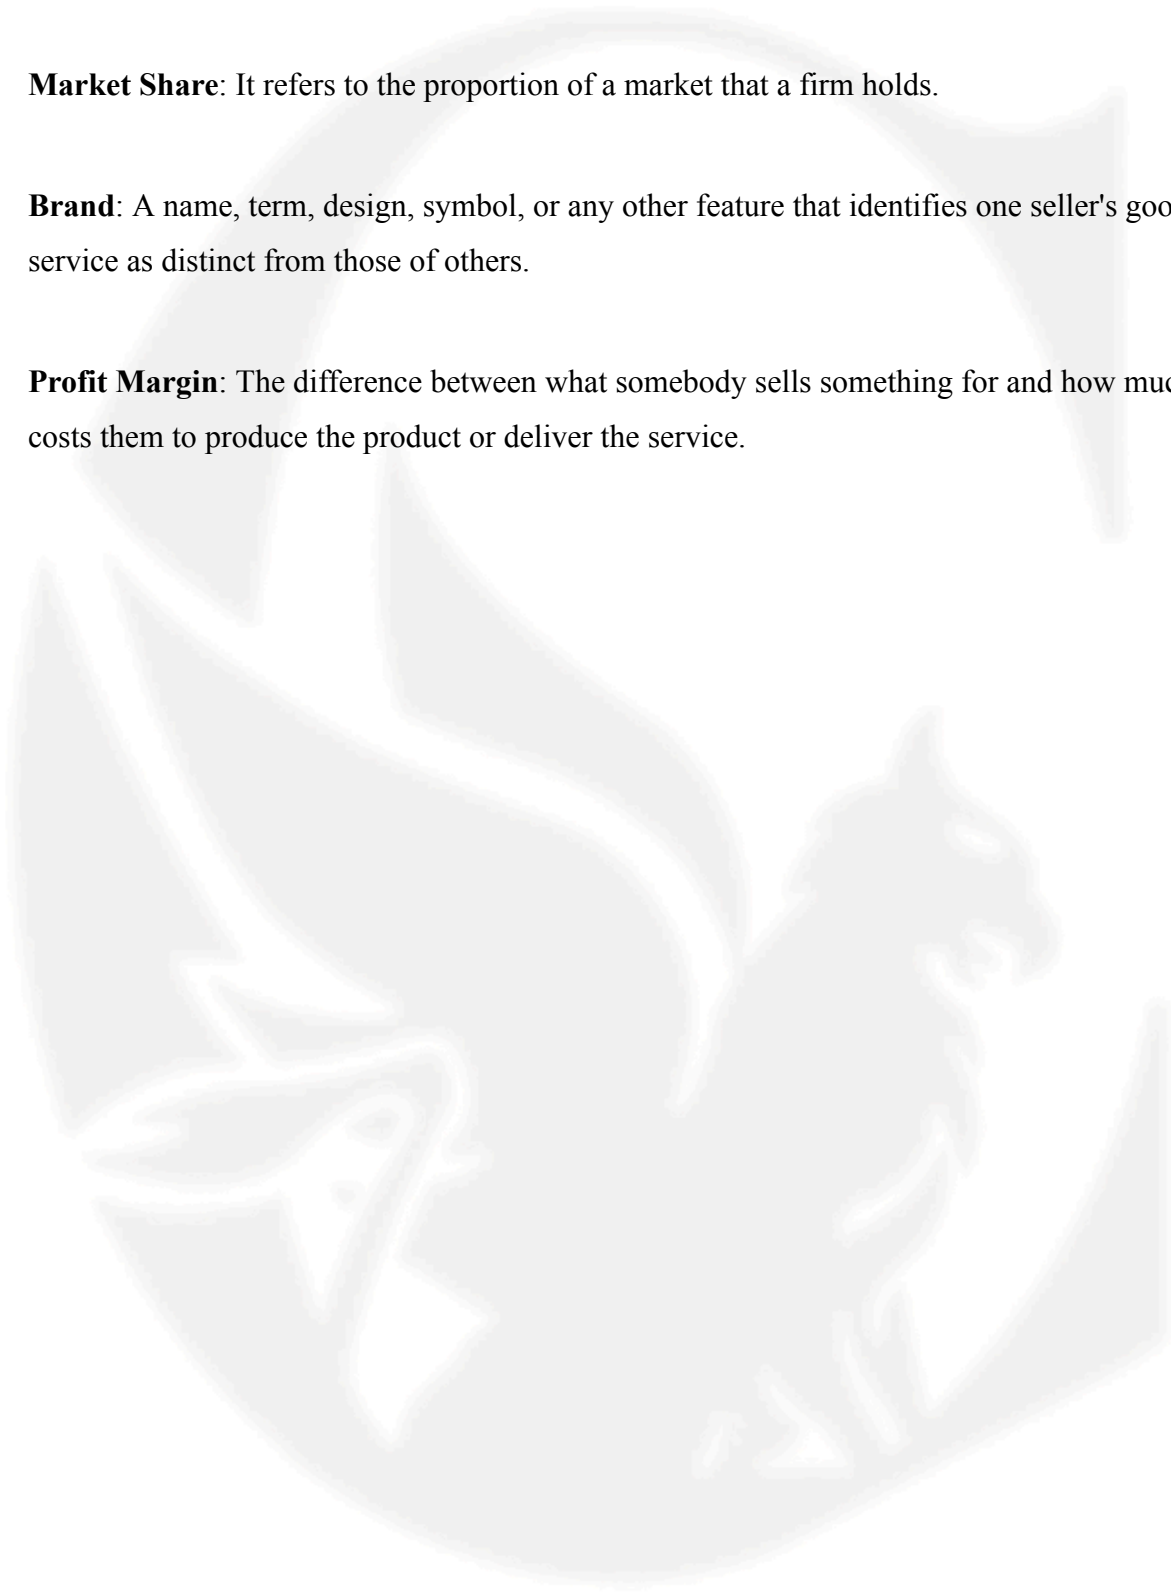 Market Share: It refers to the proportion of a market that a firm holds.
Brand: A name, term, design, symbol, or any other feature that identifies one seller's
service as distinct from those of others.
Profit Margin: The difference between what somebody sells something for and how
costs them to produce the product or deliver the service.